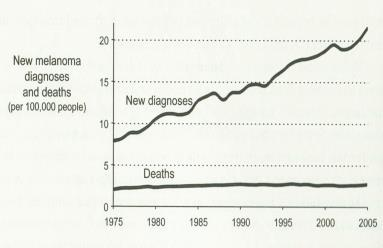 New melanoma
diagnoses
and deaths
(per 100,000 people)
20
15
10
5
0
New diagnoses
Deaths
1975 1980 1985 1990 1995 2000 2005